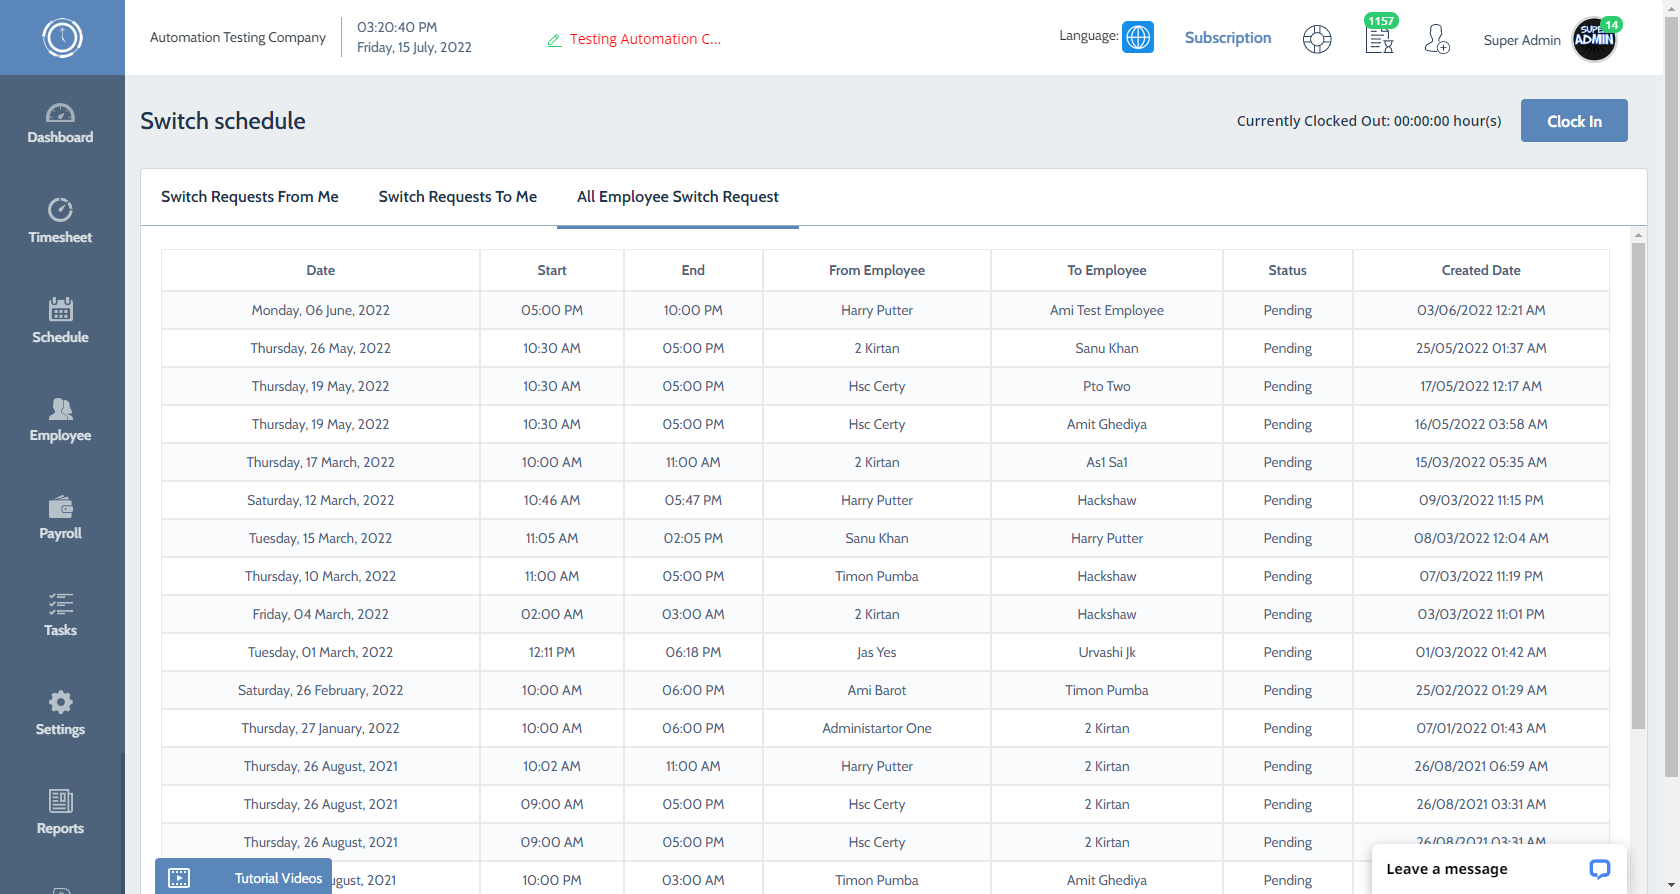 Automation Testing Company
03:20:40 PM
Friday, 15 July, 2022
Testing Automation C...
Language:
Subscription
1157
Super Admin
SUPER
ADMIN
14
Dashboard
Timesheet
Schedule
Employee
Payroll
Tasks
Settings
Reports
Switch schedule
Currently Clocked Out: 00:00:00 hour(s)
Clock In
Switch Requests From Me Switch Requests To Me All Employee Switch Request
Date Start End From Employee To Employee Status Created Date
Monday, 06 June, 2022 05:00 PM 10:00 PM Harry Putter Ami Test Employee Pending 03/06/2022 12:21 AM
Thursday, 26 May, 2022 10:30 AM 05:00 PM 2 Kirtan Sanu Khan Pending 25/05/2022 01:37 AM
Thursday, 19 May, 2022 10:30 AM 05:00 PM Hsc Certy Pto Two Pending 17/05/2022 12:17 AM
Thursday, 19 May, 2022 10:30 AM 05:00 PM Hsc Certy Amit Ghediya Pending 16/05/2022 03:58 AM
Thursday, 17 March, 2022 10:00 AM 11:00 AM 2 Kirtan As1 Sa1 Pending 15/03/2022 05:35 AM
Saturday, 12 March, 2022 10:46 AM 05:47 PM Harry Putter Hackshaw Pending 09/03/2022 11:15 PM
Tuesday, 15 March, 2022 11:05 AM 02:05 PM Sanu Khan Harry Putter Pending 08/03/2022 12:04 AM
Thursday, 10 March, 2022 11:00 AM 05:00 PM Timon Pumba Hackshaw Pending 07/03/2022 11:19 PM
Friday, 04 March, 2022 02:00 AM 03:00 AM 2 Kirtan Hackshaw Pending 03/03/2022 11:01 PM
Tuesday, 01 March, 2022 12:11 PM 06:18 PM Jas Yes Urvashi Jk Pending 01/03/2022 01:42 AM
Saturday, 26 February, 2022 10:00 AM 06:00 PM Ami Barot Timon Pumba Pending 25/02/2022 01:29 AM
Thursday, 27 January, 2022 10:00 AM 06:00 PM Administartor One 2 Kirtan Pending 07/01/2022 01:43 AM
Thursday, 26 August, 2021 10:02 AM 11:00 AM Harry Putter 2 Kirtan Pending 26/08/2021 06:59 AM
Thursday, 26 August, 2021 09:00 AM 05:00 PM Hsc Certy 2 Kirtan Pending 26/08/2021 03:31 AM
Thursday, 26 August, 2021 09:00 AM 05:00 PM Hsc Certy 2 Kirtan Pending 26/08/2021 03:31 AM
gust, 2021 10:00 PM 03:00 AM Timon Pumba Amit Ghediya Pending
Tutorial Videos
Leave a message